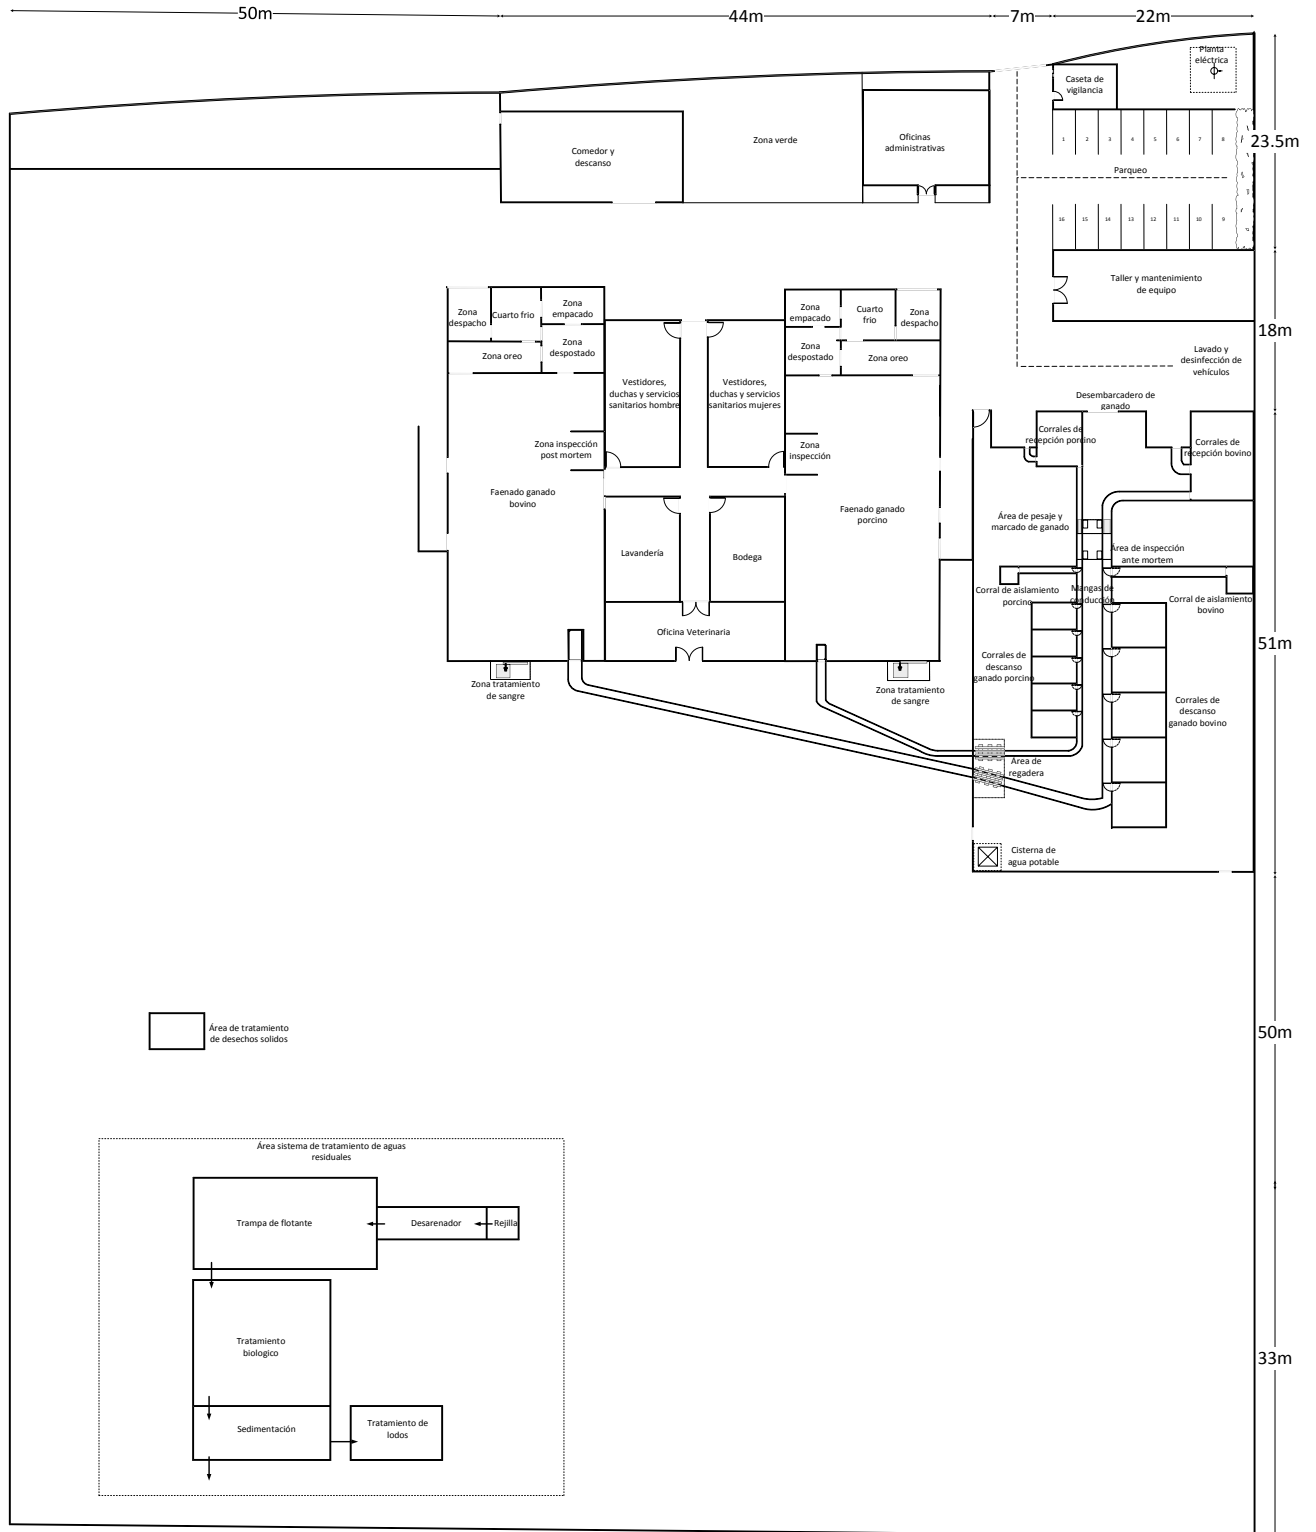 50m
44m
7m
22m
Planta
eléctrica
Caseta de
vigilancia
23.5m
Comedor y
descanso
Zona verde
Oficinas
administrativas
1
2
3
4
5
6
7
8
Parqueo
16
15
14
13
12
11
10
9
Taller y mantenimiento
de equipo
18m
Lavado y
desinfección de
vehículos
Zona
despacho
Cuarto frio
Zona
empacado
Zona
despostado
Zona oreo
Zona
empacado
Cuarto
frio
Zona
despacho
Zona
despostado
Zona oreo
Vestidores,
duchas y servicios
sanitarios hombre
Vestidores,
duchas y servicios
sanitarios mujeres
Desembarcadero de
ganado
Corrales de
recepción porcino
Corrales de
recepción bovino
Zona inspección
post mortem
Zona
inspección
Faenado ganado
bovino
Faenado ganado
porcino
Área de pesaje y
marcado de ganado
Área de inspección
ante mortem
Lavandería
Bodega
Corral de aislamiento
porcino
Mangas de
conducción
Corral de aislamiento
bovino
Oficina Veterinaria
51m
Corrales de
descanso
ganado porcino
Corrales de
descanso
ganado bovino
Zona tratamiento
de sangre
Zona tratamiento
de sangre
Área de
regadera
Cisterna de
agua potable
50m
Área de tratamiento
de desechos solidos
Área sistema de tratamiento de aguas
residuales
Trampa de flotante
Desarenador
Rejilla
Tratamiento
biologico
33m
Sedimentación
Tratamiento de
lodos